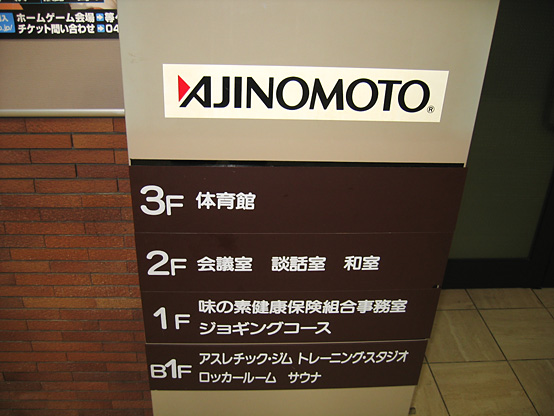 ホームゲーム会場
チケット問い合わせ 04
AJINOMOTO®
3F 体育館
2F 会議室 談話室 和室
1F 味の素健康保険組合事務室
ジョギングコース
B1F アスレチック・ジム トレーニング・スタジオ
ロッカールーム サウナ